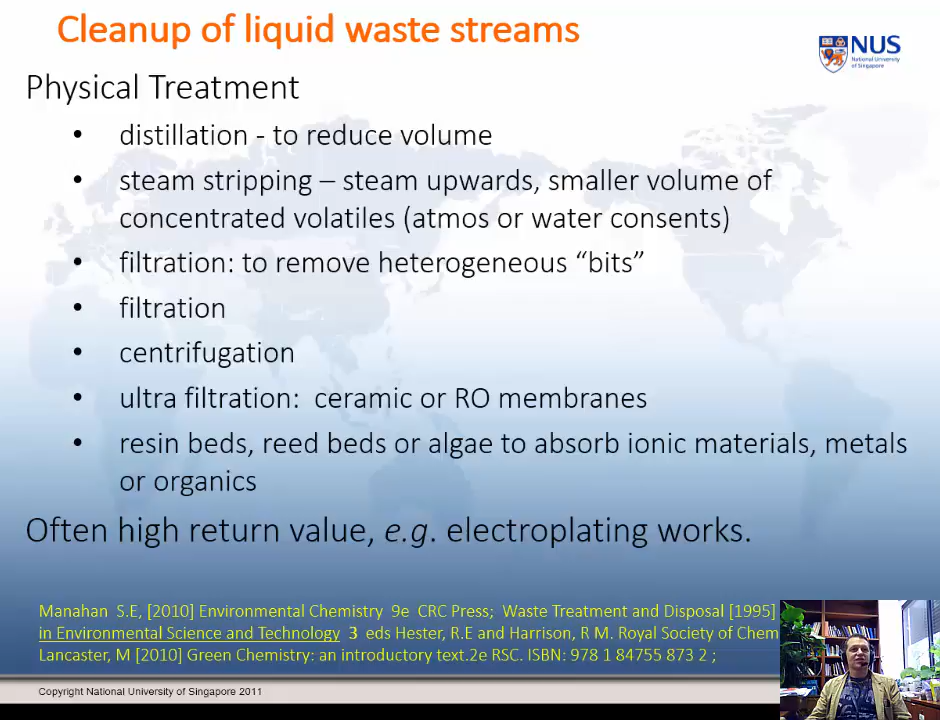 Cleanup of liquid waste streams
NUS
National University
of Singapore
Physical Treatment
• distillation - to reduce volume
• steam stripping – steam upwards, smaller volume of
concentrated volatiles (atmos or water consents)
• filtration: to remove heterogeneous “bits”
• filtration
• centrifugation
• ultra filtration:  ceramic or RO membranes
• resin beds, reed beds or algae to absorb ionic materials, metals
or organics
Often high return value, e.g. electroplating works.
Manahan  S.E, [2010] Environmental Chemistry  9e  CRC Press;  Waste Treatment and Disposal [1995]
in Environmental Science and Technology  3  eds Hester, R.E and Harrison, R M. Royal Society of Chem
Lancaster, M [2010] Green Chemistry: an introductory text.2e RSC. ISBN: 978 1 84755 873 2 ;
Copyright National University of Singapore 2011